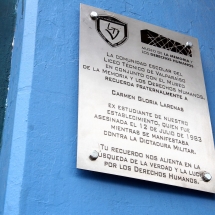 MUSEO DE LA MEMORIA Y
LOS DERECHOS HUMANOS
LA COMUNIDAD ESCOLAR DEL
LICEO TÉCNICO DE VALPARAÍSO
EN CONJUNTO CON EL MUSEO
DE LA MEMORIA Y LOS DERECHOS HUMANOS,
RECUERDA FRATERNALMENTE A
CARMEN GLORIA LARENAS
EX ESTUDIANTE DE NUESTRO
ESTABLECIMIENTO, QUIEN FUE
ASESINADA EL 12 DE JULIO DE 1983
MIENTRAS SE MANIFESTABA
CONTRA LA DICTADURA MILITAR.
TU RECUERDO NOS ALIENTA EN LA
BÚSQUEDA DE LA VERDAD Y LA LUCHA
POR LOS DERECHOS HUMANOS.